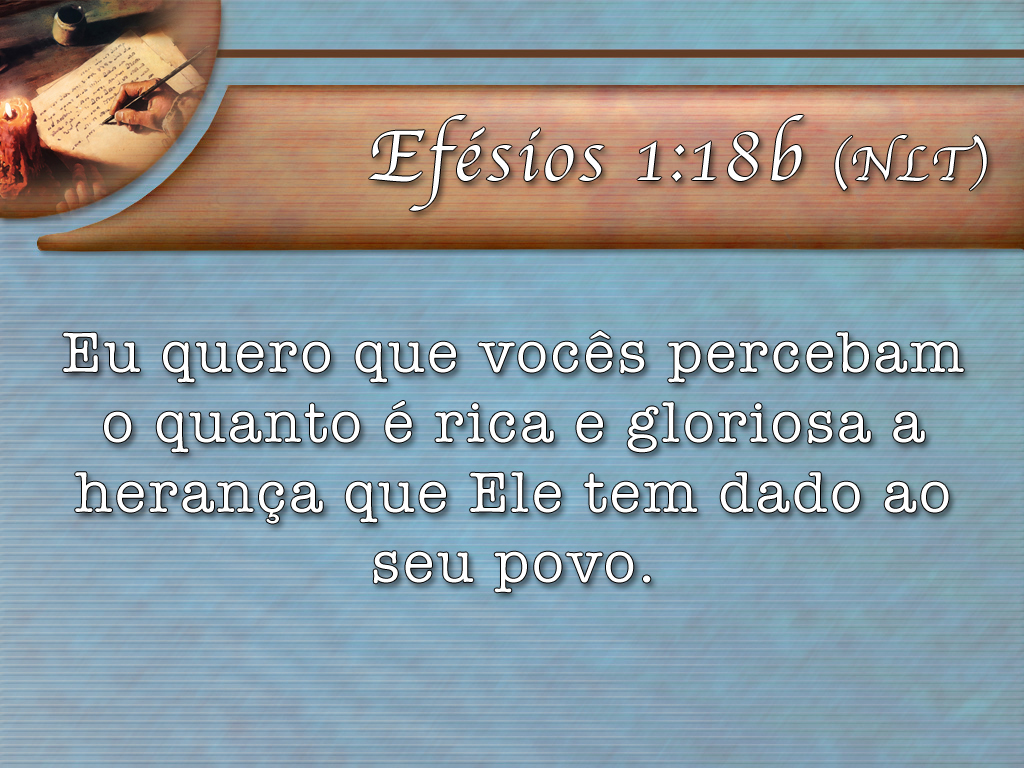 Efésios 1:18b (NLT)
Eu quero que vocês percebam
o quanto é rica e gloriosa a
herança que Ele tem dado ao
seu povo.